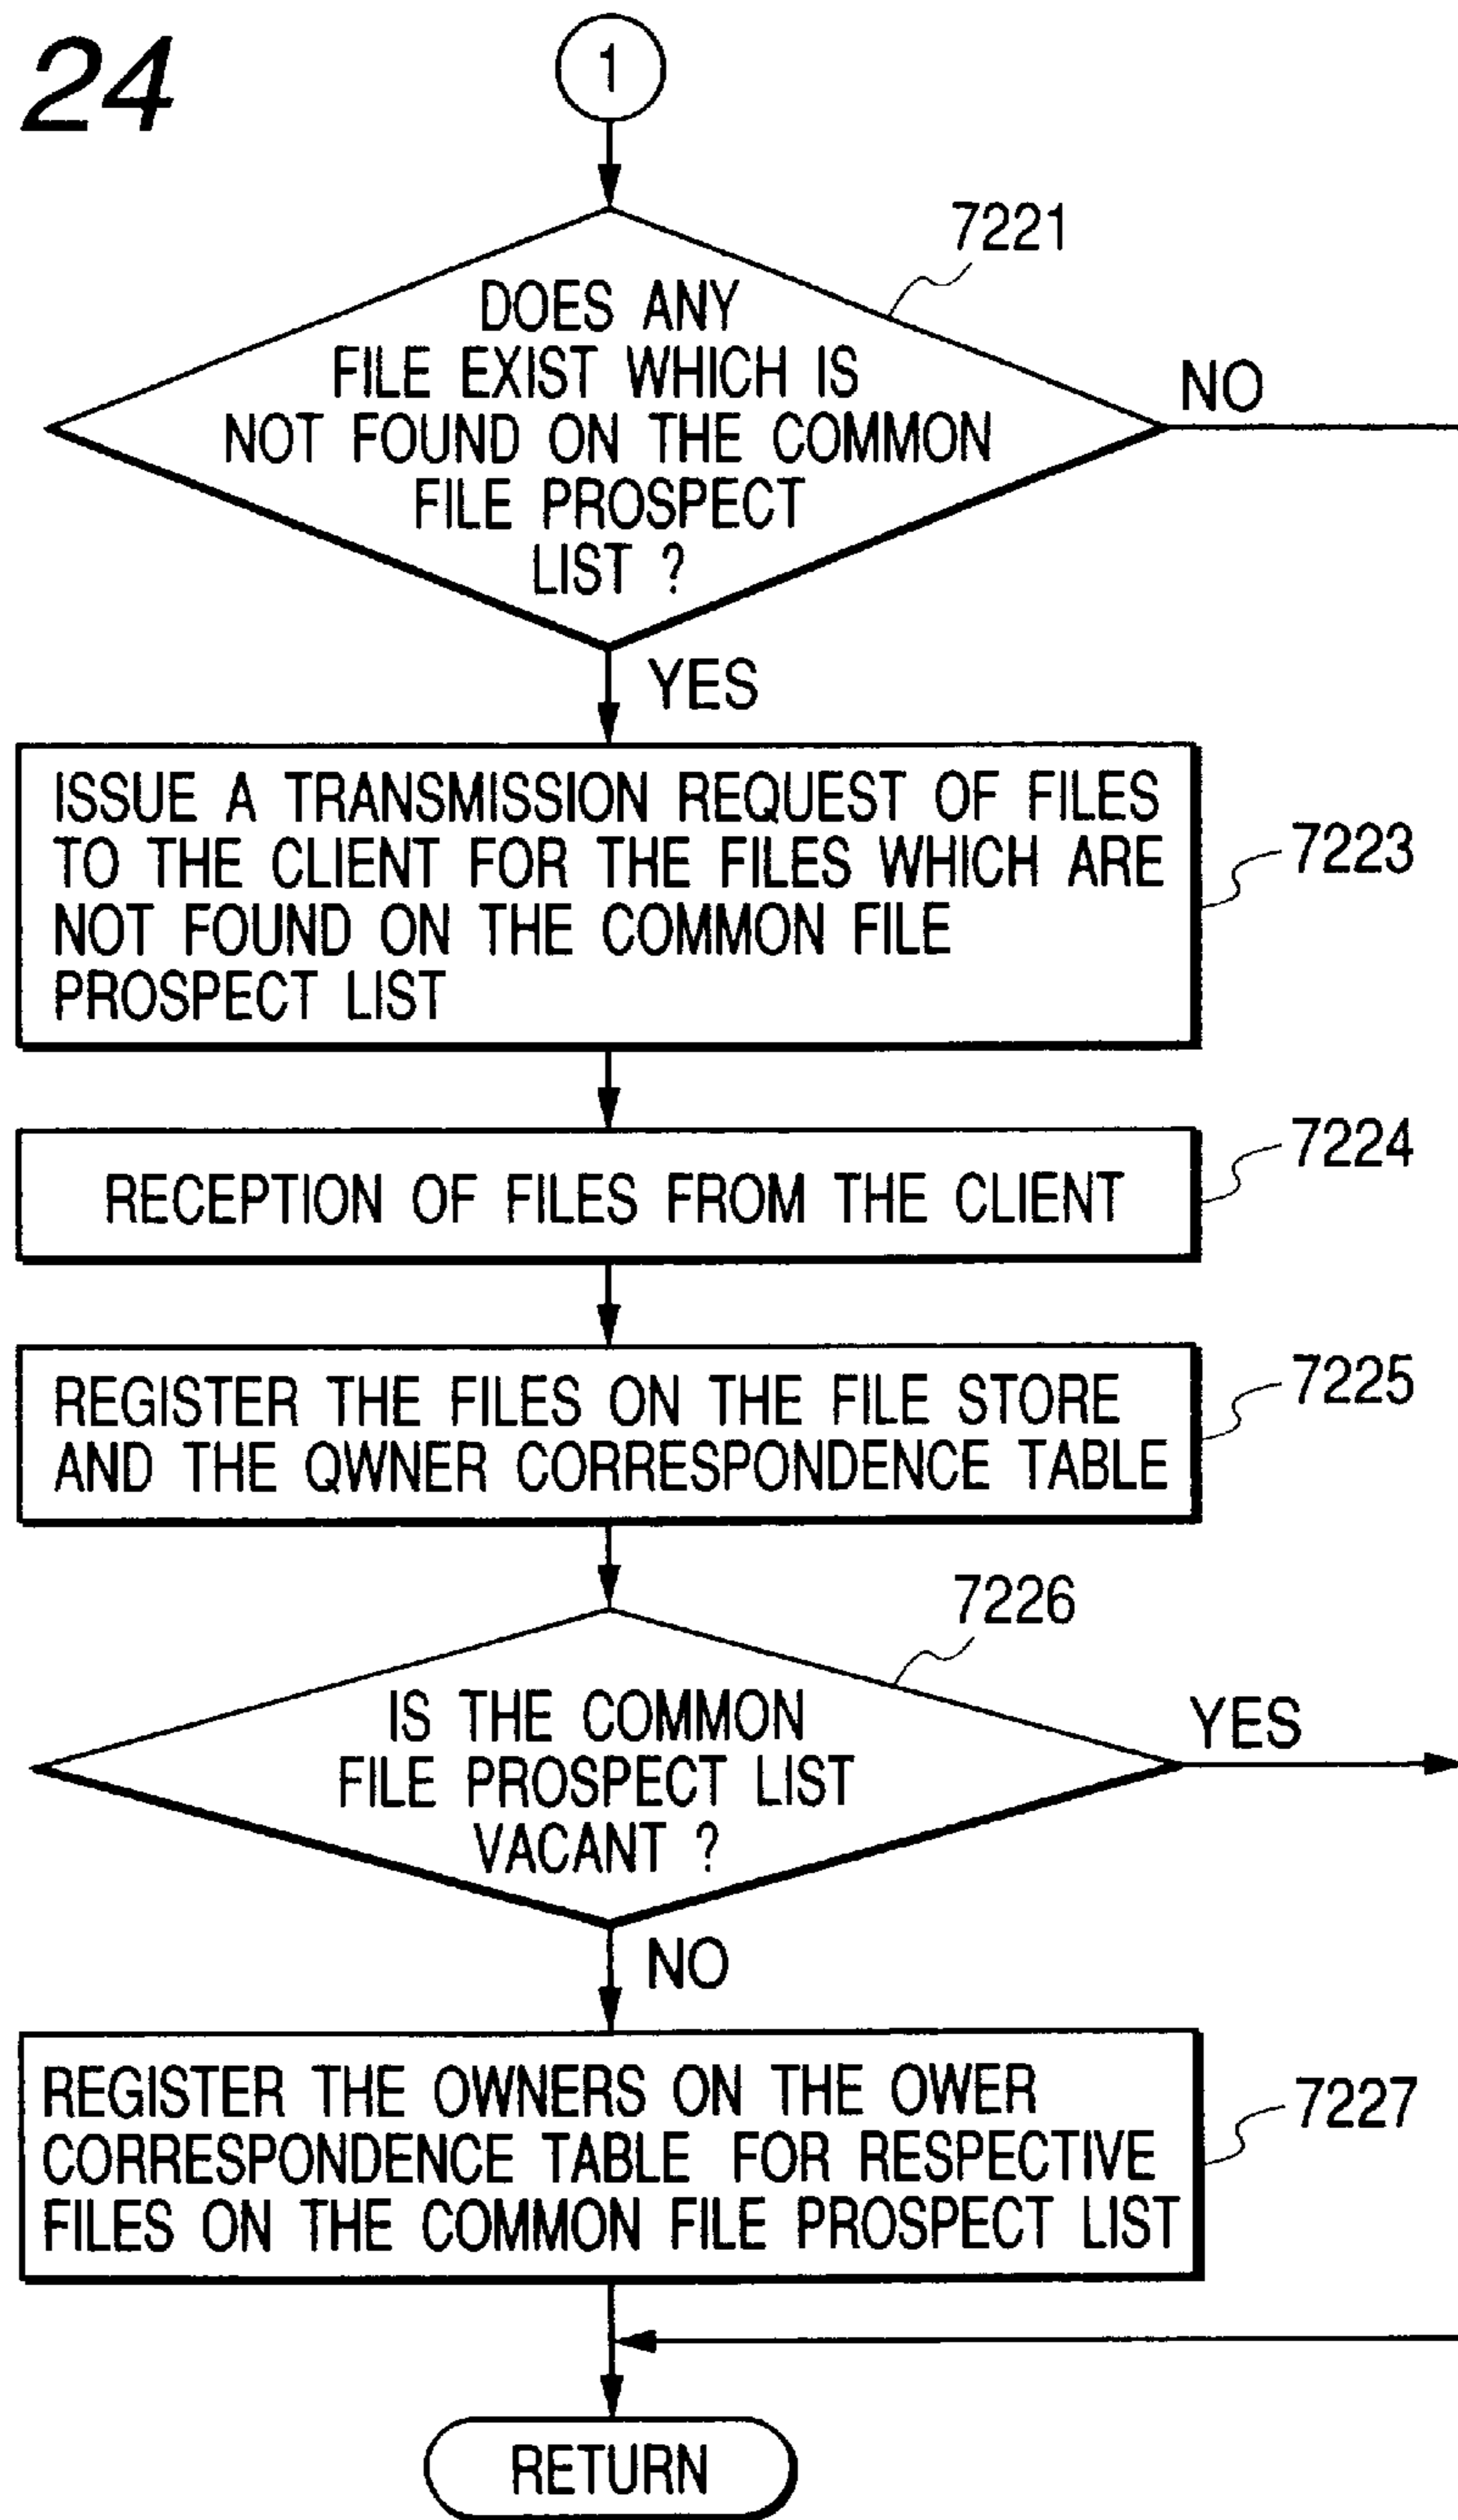 24
1
7221
DOES ANY
FILE EXIST WHICH IS
NOT FOUND ON THE COMMON
FILE PROSPECT
LIST ?
NO
YES
ISSUE A TRANSMISSION REQUEST OF FILES
TO THE CLIENT FOR THE FILES WHICH ARE
NOT FOUND ON THE COMMON FILE
PROSPECT LIST
7223
RECEPTION OF FILES FROM THE CLIENT
7224
REGISTER THE FILES ON THE FILE STORE
AND THE QWNER CORRESPONDENCE TABLE
7225
7226
IS THE COMMON
FILE PROSPECT LIST
VACANT ?
YES
NO
REGISTER THE OWNERS ON THE OWER
CORRESPONDENCE TABLE FOR RESPECTIVE
FILES ON THE COMMON FILE PROSPECT LIST
7227
RETURN